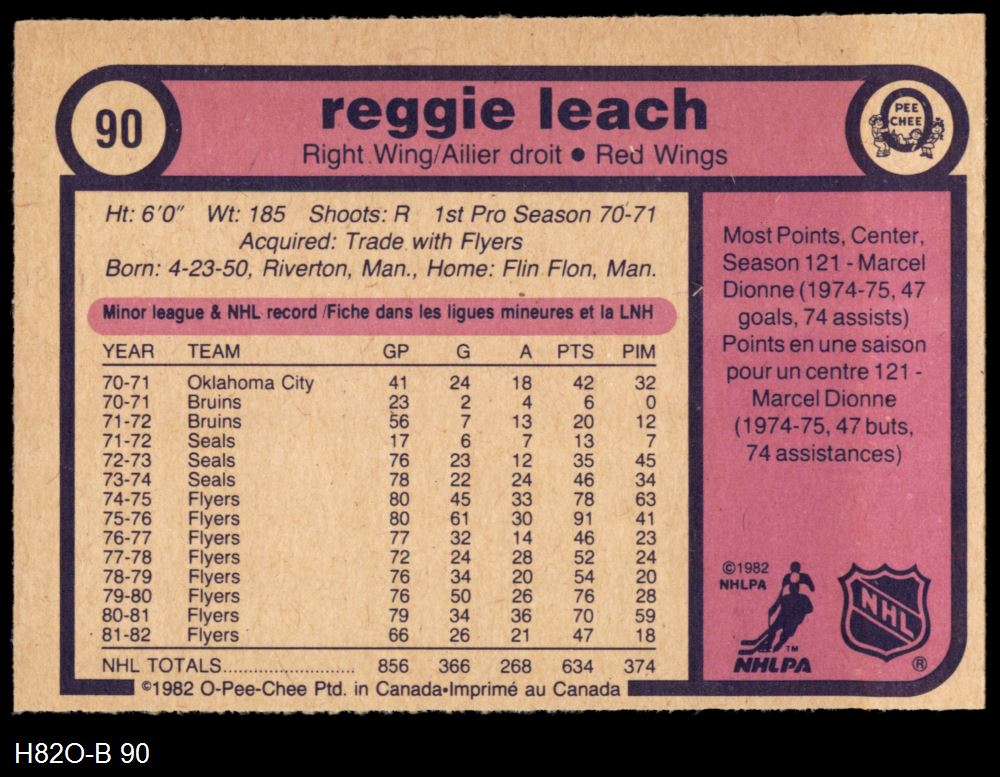 90
reggie leach
Right Wing/Ailier droit ● Red Wings
PEE
CHEE
Ht: 6'0" Wt: 185 Shoots: R 1st Pro Season 70-71
Acquired: Trade with Flyers
Born: 4-23-50, Riverton, Man., Home: Flin Flon, Man.
Minor league & NHL record /Fiche dans les ligues mineures et la LNH
YEAR TEAM GP G A PTS PIM
70-71 Oklahoma City 41 24 18 42 32
70-71 Bruins 23 2 4 6 0
71-72 Bruins 56 7 13 20 12
71-72 Seals 17 6 7 13 7
72-73 Seals 76 23 12 35 45
73-74 Seals 78 22 24 46 34
74-75 Flyers 80 45 33 78 63
75-76 Flyers 80 61 30 91 41
76-77 Flyers 77 32 14 46 23
77-78 Flyers 72 24 28 52 24
78-79 Flyers 76 34 20 54 20
79-80 Flyers 76 50 26 76 28
80-81 Flyers 79 34 36 70 59
81-82 Flyers 66 26 21 47 18
NHL TOTALS........................ 856 366 268 634 374
©1982 O-Pee-Chee Ptd. in Canada•Imprimé au Canada
Most Points, Center,
Season 121 - Marcel
Dionne (1974-75, 47
goals, 74 assists)
Points en une saison
pour un centre 121 -
Marcel Dionne
(1974-75, 47 buts,
74 assistances)
©1982
NHLPA
TM
NHLPA
NHL
®
H82O-B 90